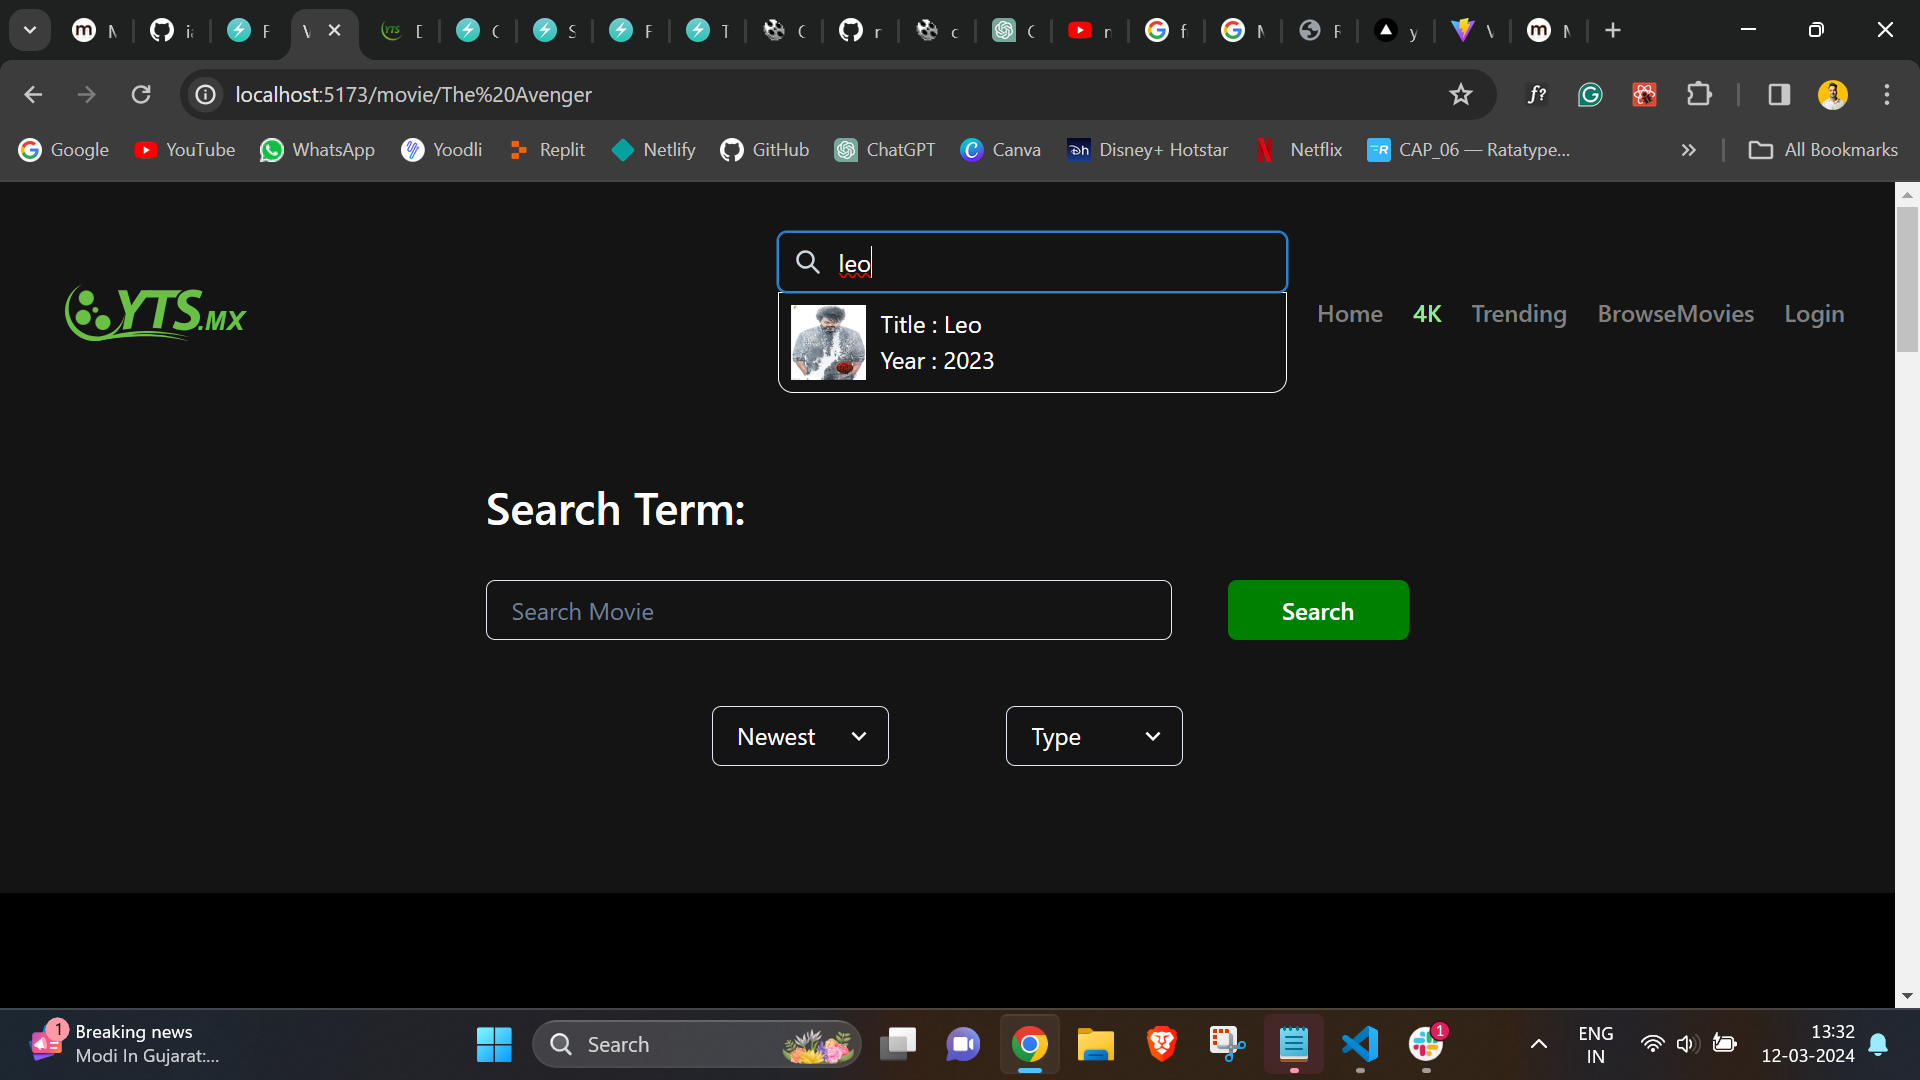 localhost:5173/movie/The%20Avenger
Google YouTube WhatsApp Yoodli Replit Netlify GitHub ChatGPT Canva Disney+ Hotstar Netflix CAP_06 — Ratatype... All Bookmarks
leo
Title : Leo
Year : 2023
YTS.MX
Home 4K Trending BrowseMovies Login
Search Term:
Search Movie
Search
Newest
Type
1
Breaking news
Modi In Gujarat:...
Search
1
ENG
IN
13:32
12-03-2024